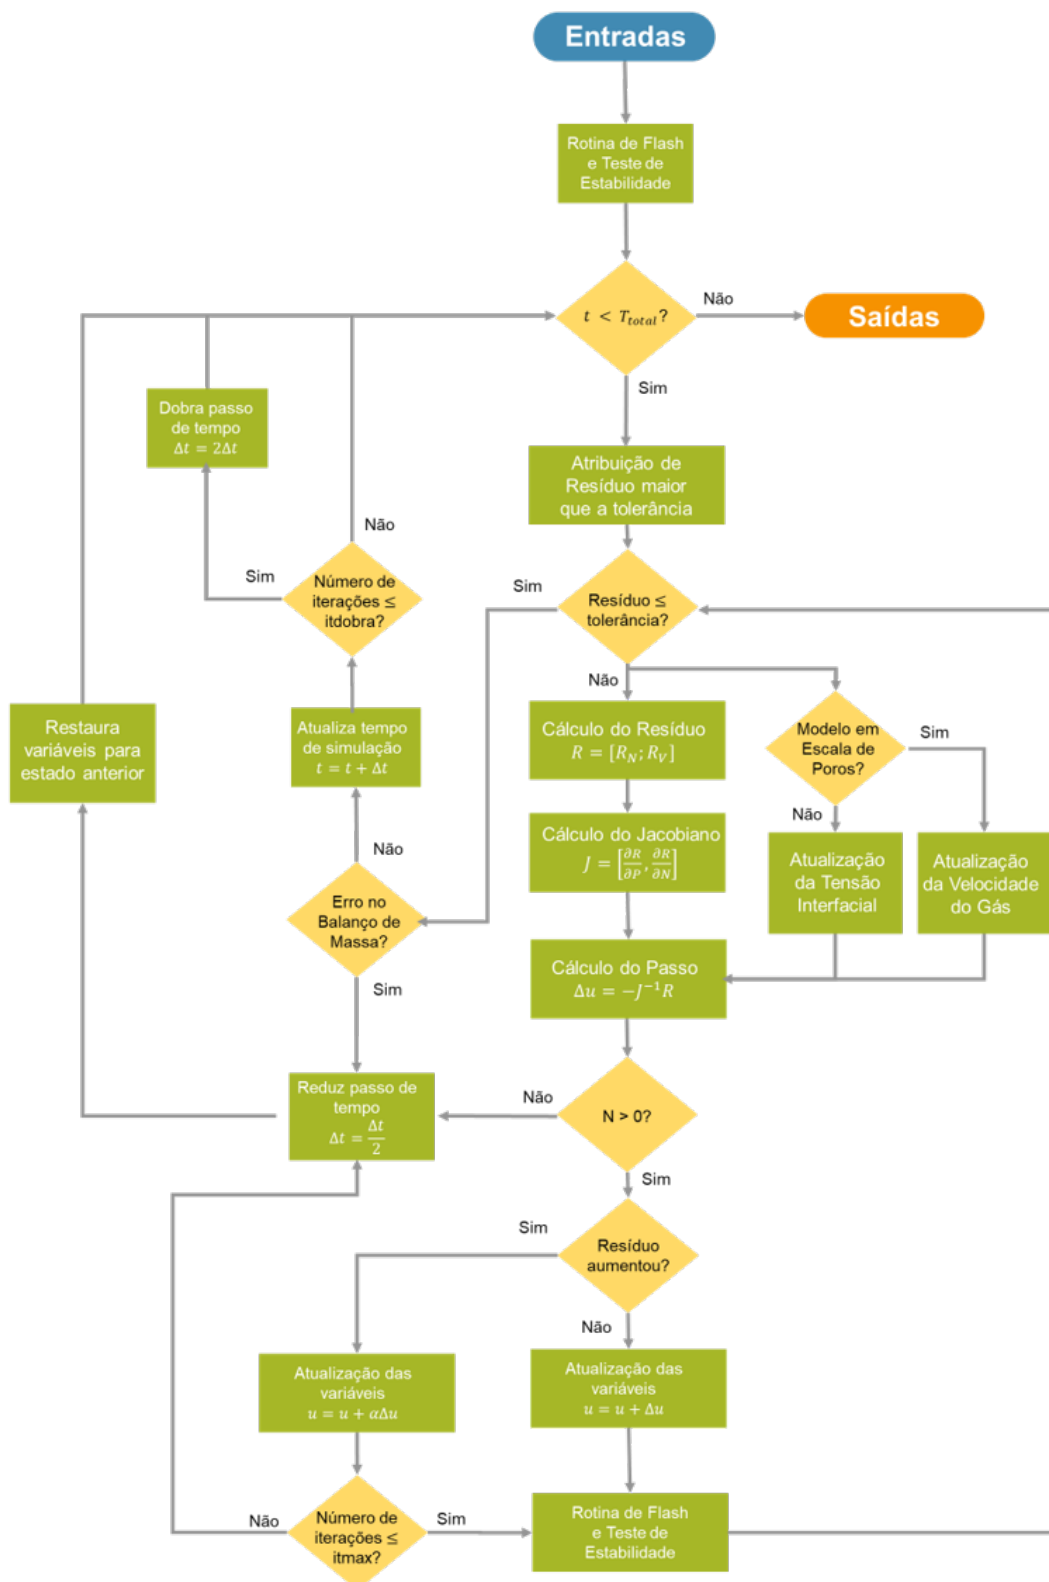 Entradas
Rotina de Flash
e Teste de
Estabilidade
t < T_total?
Não
Saídas
Sim
Dobra passo
de tempo
Δt = 2Δt
Atribuição de
Resíduo maior
que a tolerância
Não
Sim
Número de
iterações ≤
itdobra?
Sim
Resíduo ≤
tolerância?
Não
Restaura
variáveis para
estado anterior
Atualiza tempo
de simulação
t = t + Δt
Cálculo do Resíduo
R = [R_N; R_V]
Modelo em
Escala de
Poros?
Sim
Não
Não
Cálculo do Jacobiano
J = [∂R/∂P, ∂R/∂N]
Atualização
da Tensão
Interfacial
Atualização
da Velocidade
do Gás
Erro no
Balanço de
Massa?
Sim
Cálculo do Passo
Δu = −J⁻¹R
Reduz passo de
tempo
Δt = Δt/2
Não
N > 0?
Sim
Sim
Resíduo
aumentou?
Não
Atualização das
variáveis
u = u + αΔu
Atualização das
variáveis
u = u + Δu
Não
Número de
iterações ≤
itmax?
Sim
Rotina de Flash
e Teste de
Estabilidade